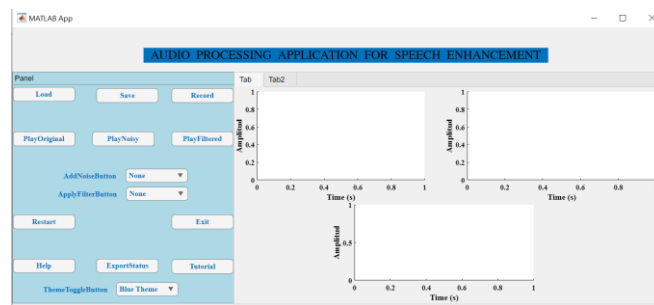 MATLAB App
AUDIO PROCESSING APPLICATION FOR SPEECH ENHANCEMENT
Panel
Load Save Record
PlayOriginal PlayNoisy PlayFiltered
AddNoiseButton None
ApplyFilterButton None
Restart Exit
Help ExportStatus Tutorial
ThemeToggleButton Blue Theme
Tab Tab2
1
0.8
0.6
0.4
0.2
0
Amplitud
0 0.2 0.4 0.6 0.8 1
Time (s)
1
0.8
0.6
0.4
0.2
0
Amplitud
0 0.2 0.4 0.6 0.8
Time (s)
1
0.5
0
Amplitud
0 0.2 0.4 0.6 0.8 1
Time (s)